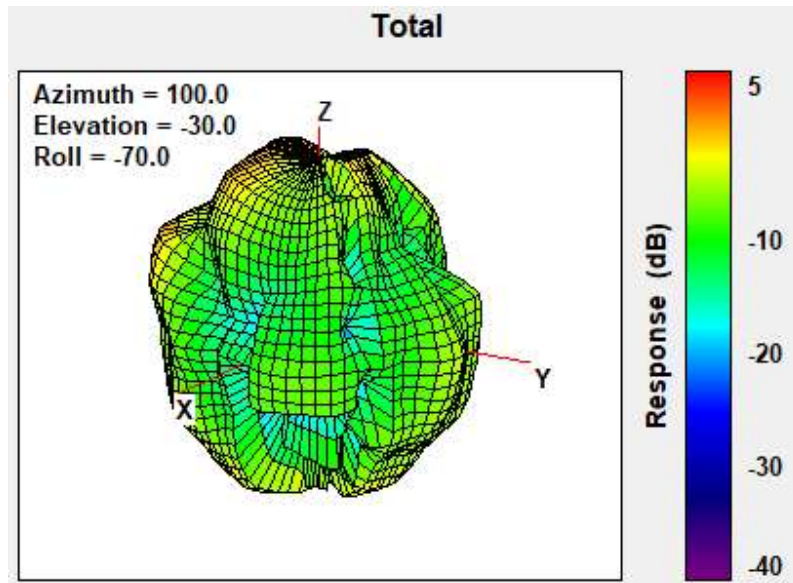 Total
Azimuth = 100.0
Elevation = -30.0
Roll = -70.0
Z
Y
X
Response (dB)
5
-10
-20
-30
-40